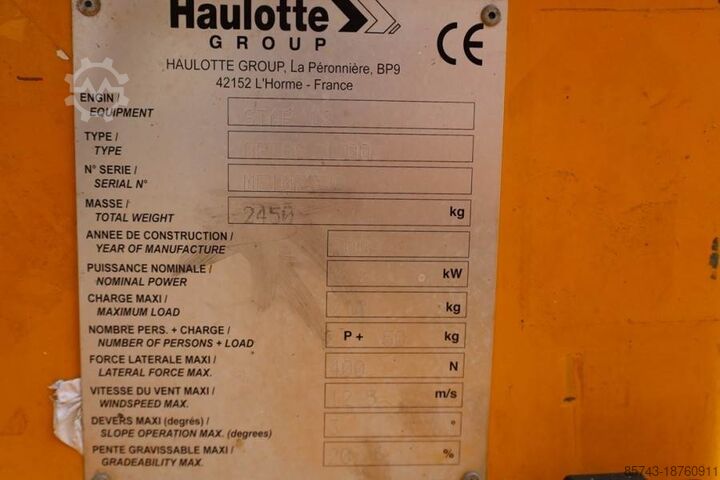 Haulotte
GROUP
CE
HAULOTTE GROUP, La Péronnière, BP9
42152 L'Horme - France
ENGIN /
EQUIPMENT
TYPE /
TYPE
N° SERIE /
SERIAL N°
MASSE /
TOTAL WEIGHT
2450 kg
ANNEE DE CONSTRUCTION /
YEAR OF MANUFACTURE
PUISSANCE NOMINALE /
NOMINAL POWER
kW
CHARGE MAXI /
MAXIMUM LOAD
kg
NOMBRE PERS. + CHARGE /
NUMBER OF PERSONS + LOAD
P + kg
FORCE LATERALE MAXI /
LATERAL FORCE MAX.
400 N
VITESSE DU VENT MAXI /
WINDSPEED MAX.
m/s
DEVERS MAXI (degrés) /
SLOPE OPERATION MAX. (degrees)
°
PENTE GRAVISSABLE MAXI /
GRADEABILITY MAX.
%
85743-18760911